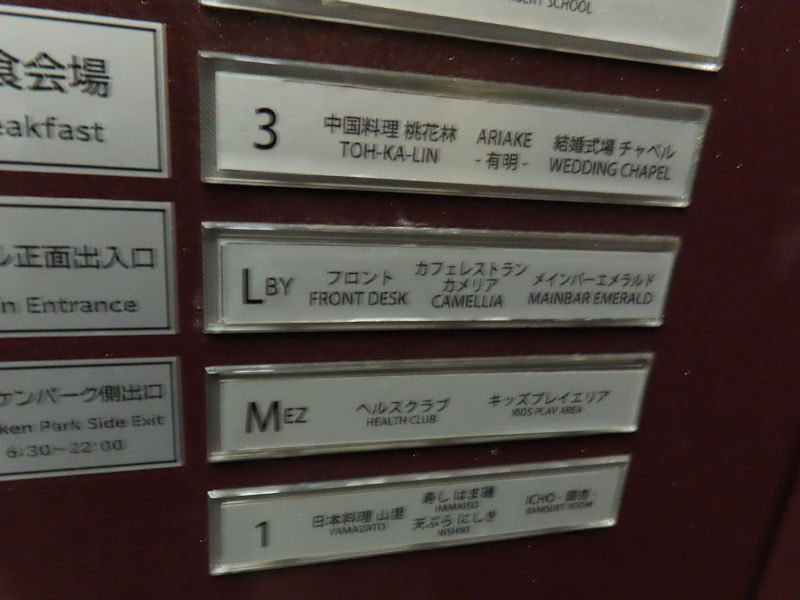 SCHOOL
食会場
eakfast
3
中国料理 桃花林
TOH-KA-LIN
ARIAKE
- 有明 -
結婚式場 チャペル
WEDDING CHAPEL
ル正面出入口
n Entrance
LBY
フロント
FRONT DESK
カフェレストラン
カメリア
CAMELLIA
メインバーエメラルド
MAINBAR EMERALD
ケンパーク側出口
ken Park Side Exit
6:30~22:00
MEZ
ヘルスクラブ
HEALTH CLUB
キッズプレイエリア
KIDS PLAY AREA
1
日本料理 山里
YAMAZATO
寿し はま磯
HAMAISO
天ぷら にしき
NISHIKI
ICHO - 銀杏 -
BANQUET ROOM